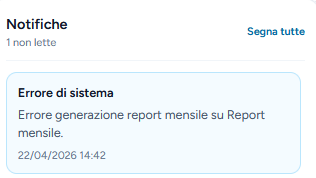 Notifiche
Segna tutte
1 non lette
Errore di sistema
Errore generazione report mensile su Report
mensile.
22/04/2026 14:42